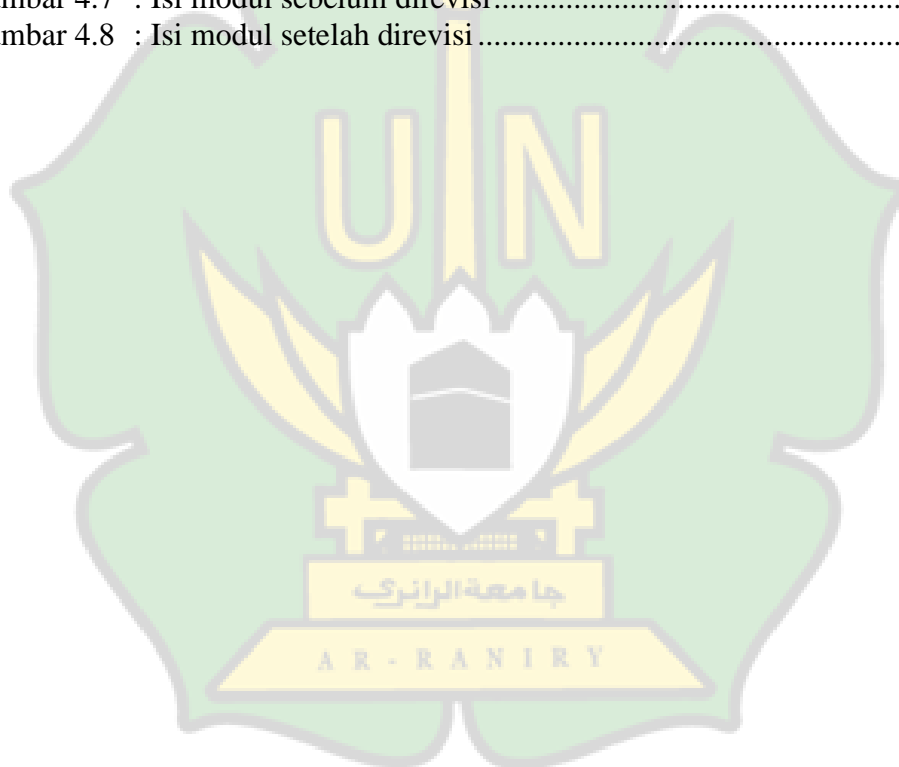 mbar 4.7 : Isi modul sebelum direvisi....................................................
mbar 4.8 : Isi modul setelah direvisi......................................................
UIN
جامعة الرانري
AR-RANIRY